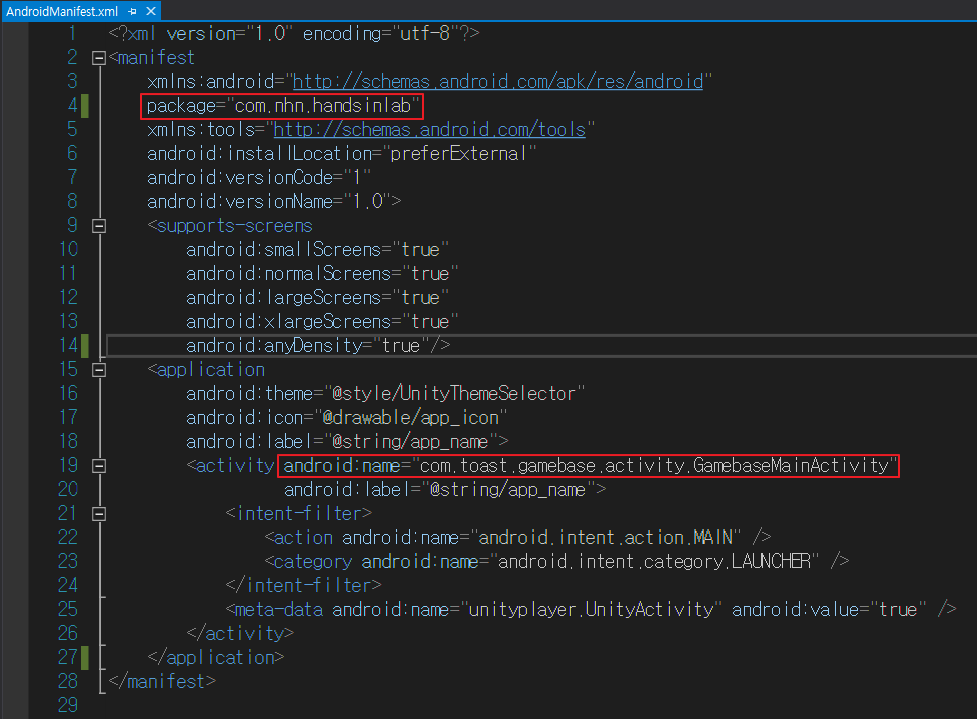 AndroidManifest.xml
1 <?xml version="1.0" encoding="utf-8"?>
2 <manifest
3 xmlns:android="http://schemas.android.com/apk/res/android"
4 package="com.nhn.handsinlab"
5 xmlns:tools="http://schemas.android.com/tools"
6 android:installLocation="preferExternal"
7 android:versionCode="1"
8 android:versionName="1.0">
9 <supports-screens
10 android:smallScreens="true"
11 android:normalScreens="true"
12 android:largeScreens="true"
13 android:xlargeScreens="true"
14 android:anyDensity="true"/>
15 <application
16 android:theme="@style/UnityThemeSelector"
17 android:icon="@drawable/app_icon"
18 android:label="@string/app_name">
19 <activity android:name="com.toast.gamebase.activity.GamebaseMainActivity"
20 android:label="@string/app_name">
21 <intent-filter>
22 <action android:name="android.intent.action.MAIN" />
23 <category android:name="android.intent.category.LAUNCHER" />
24 </intent-filter>
25 <meta-data android:name="unityplayer.UnityActivity" android:value="true" />
26 </activity>
27 </application>
28 </manifest>
29